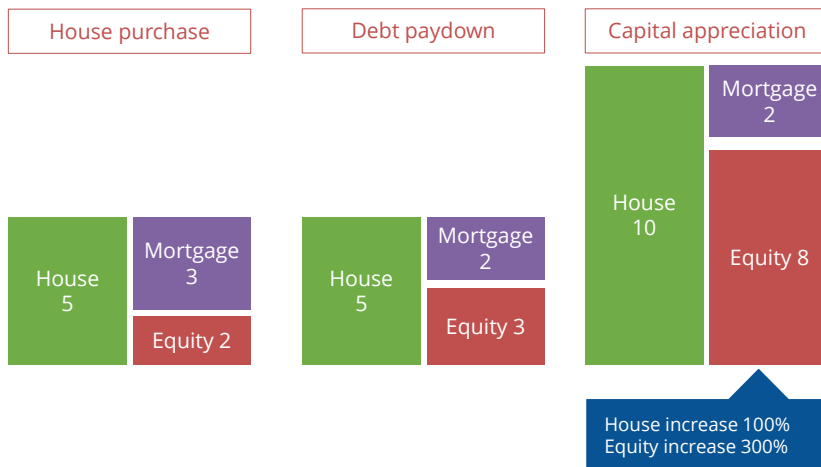 House purchase
Debt paydown
Capital appreciation
House
5
Mortgage
3
Equity 2
House
5
Mortgage
2
Equity 3
House
10
Mortgage
2
Equity 8
House increase 100%
Equity increase 300%